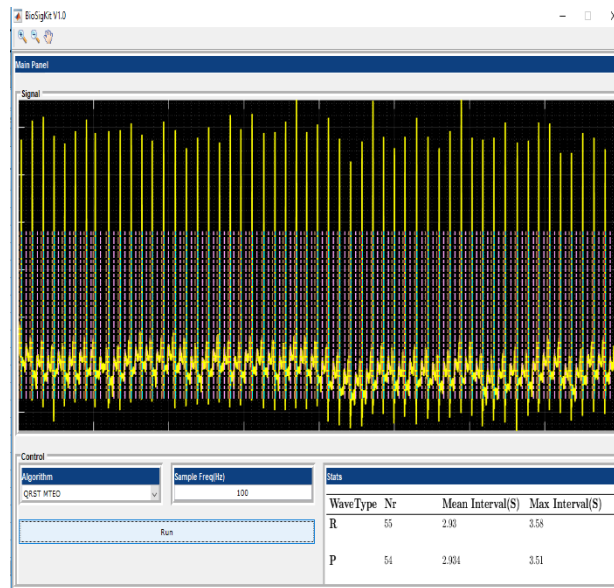 BioSigKit V1.0
Main Panel
Signal
Control
Algorithm
QRST MTEO
Sample Freq(Hz)
100
Run
Stats
WaveType Nr Mean Interval(S) Max Interval(S)
R 55 2.93 3.58
P 54 2.934 3.51